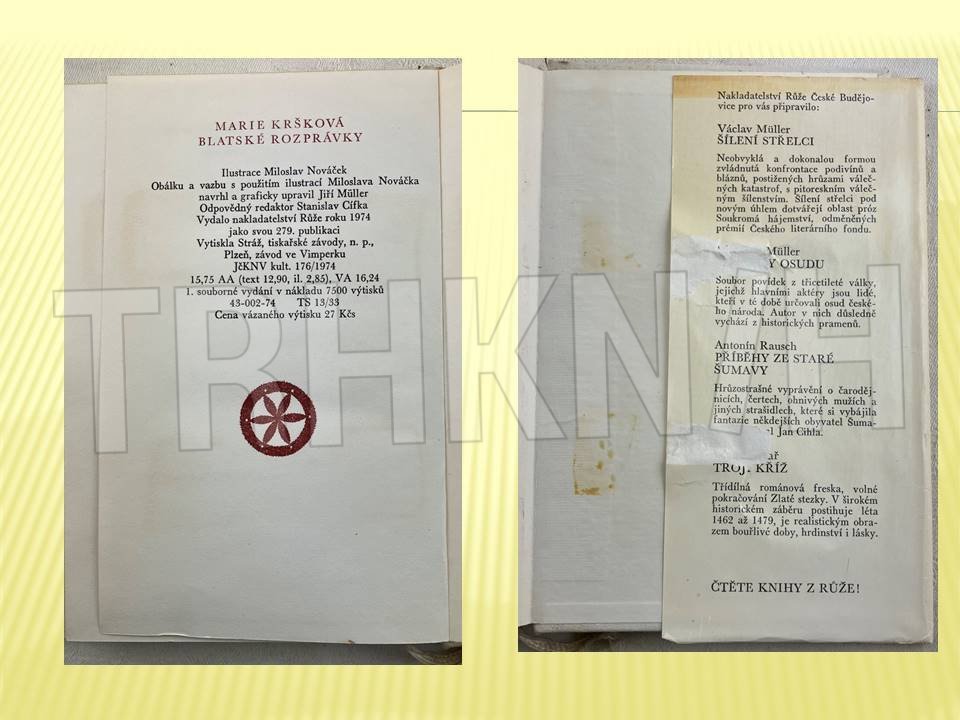 MARIE KRŠKOVÁ
BLATSKÉ ROZPRÁVKY
Ilustrace Miloslav Nováček
Obálku a vazbu s použitím ilustrací Miloslava Nováčka
navrhl a graficky upravil Jiří Müller
Odpovědný redaktor Stanislav Cífka
Vydalo nakladatelství Růže roku 1974
jako svou 279. publikaci
Vytiskla Stráž, tiskařské závody, n. p.,
Plzeň, závod ve Vimperku
JčKNV kult. 176/1974
15,75 AA (text 12,90, il. 2,85), VA 16,24
1. souborné vydání v nákladu 7500 výtisků
43-002-74 TS 13/33
Cena vázaného výtisku 27 Kčs
Nakladatelství Růže České Budějo-
vice pro vás připravilo:
Václav Müller
ŠÍLENÍ STŘELCI
Neobvyklá a dokonalou formou
zvládnutá konfrontace podivínů a
bláznů, postižených hrůzami váleč-
ných katastrof, s pitoreskním váleč-
ným šílenstvím. Šílení střelci pod
novým úhlem dotvářejí oblast próz
Soukromá hájemství, odměněných
prémií Českého literárního fondu.
Müller
Y OSUDU
Soubor povídek z třicetileté války,
jejichž hlavními aktéry jsou lidé,
kteří v té době určovali osud české-
ho národa. Autor v nich důsledně
vychází z historických pramenů.
Antonín Rausch
PŘÍBĚHY ZE STARÉ
ŠUMAVY
Hrůzostrašné vyprávění o čaroděj-
nicích, čertech, ohnivých mužích a
jiných strašidlech, které si vybájila
fantazie někdejších obyvatel Šuma-
l Jan Cihla.
ař
TROJ. KŘÍŽ
Třídílná románová freska, volné
pokračování Zlaté stezky. V širokém
historickém záběru postihuje léta
1462 až 1479, je realistickým obra-
zem bouřlivé doby, hrdinství i lásky.
ČTĚTE KNIHY Z RŮŽE!
TRHKNIH